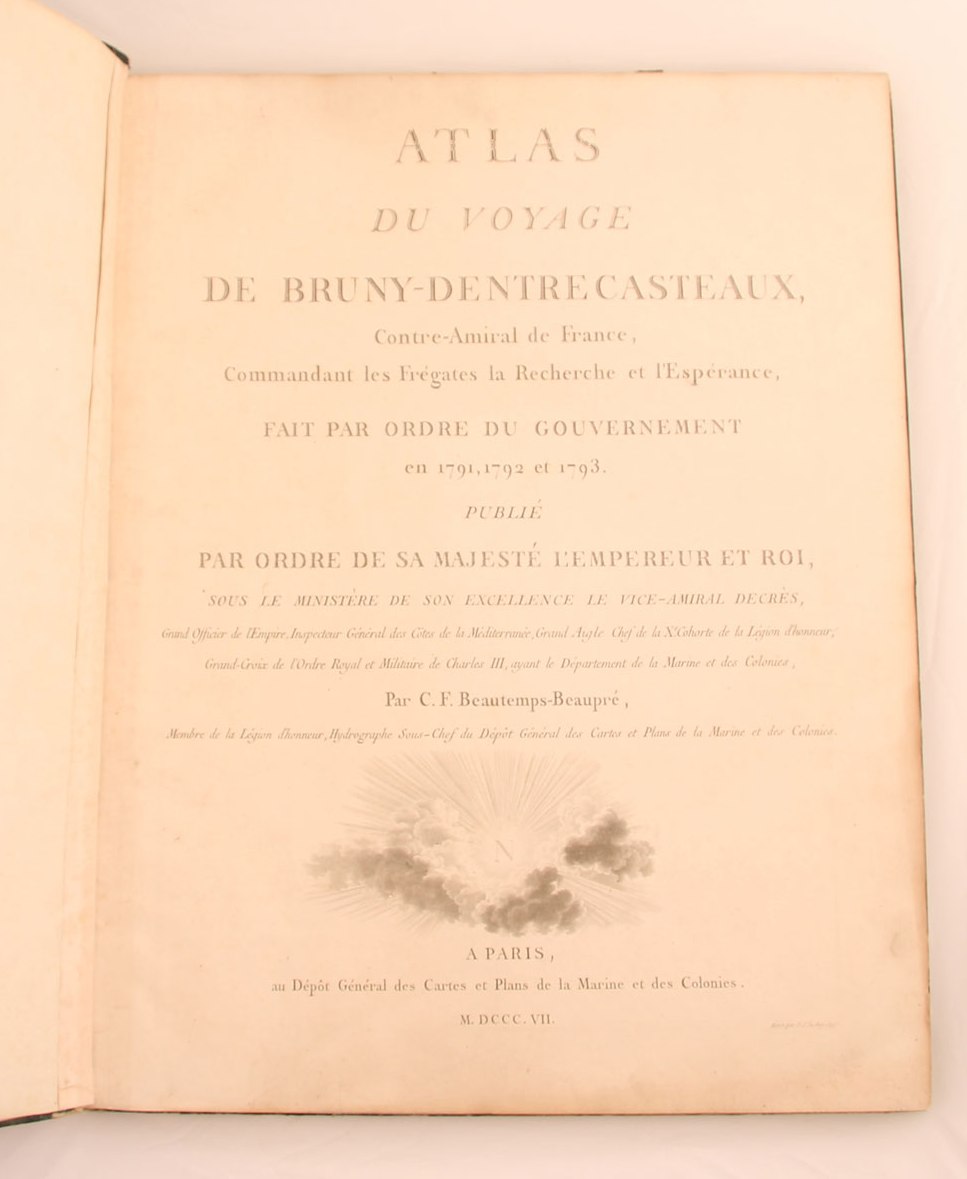 ATLAS
DU VOYAGE
DE BRUNY-DENTRECASTEAUX,
Contre-Amiral de France,
Commandant les Frégates la Recherche et l'Espérance,
FAIT PAR ORDRE DU GOUVERNEMENT
en 1791, 1792 et 1793.
PUBLIÉ
PAR ORDRE DE SA MAJESTÉ L'EMPEREUR ET ROI,
SOUS LE MINISTÈRE DE SON EXCELLENCE LE VICE-AMIRAL DECRÈS,
Grand Officier de l'Empire, Inspecteur Général des Côtes de la Méditerranée, Grand Aigle Chef de la X.e Cohorte de la Légion d'honneur,
Grand-Croix de l'Ordre Royal et Militaire de Charles III, ayant le Département de la Marine et des Colonies,
Par C. F. Beautemps-Beaupré,
Membre de la Légion d'honneur, Hydrographe Sous-Chef du Dépôt Général des Cartes et Plans de la Marine et des Colonies.
N
A PARIS,
au Dépôt Général des Cartes et Plans de la Marine et des Colonies.
M. DCCC. VII.